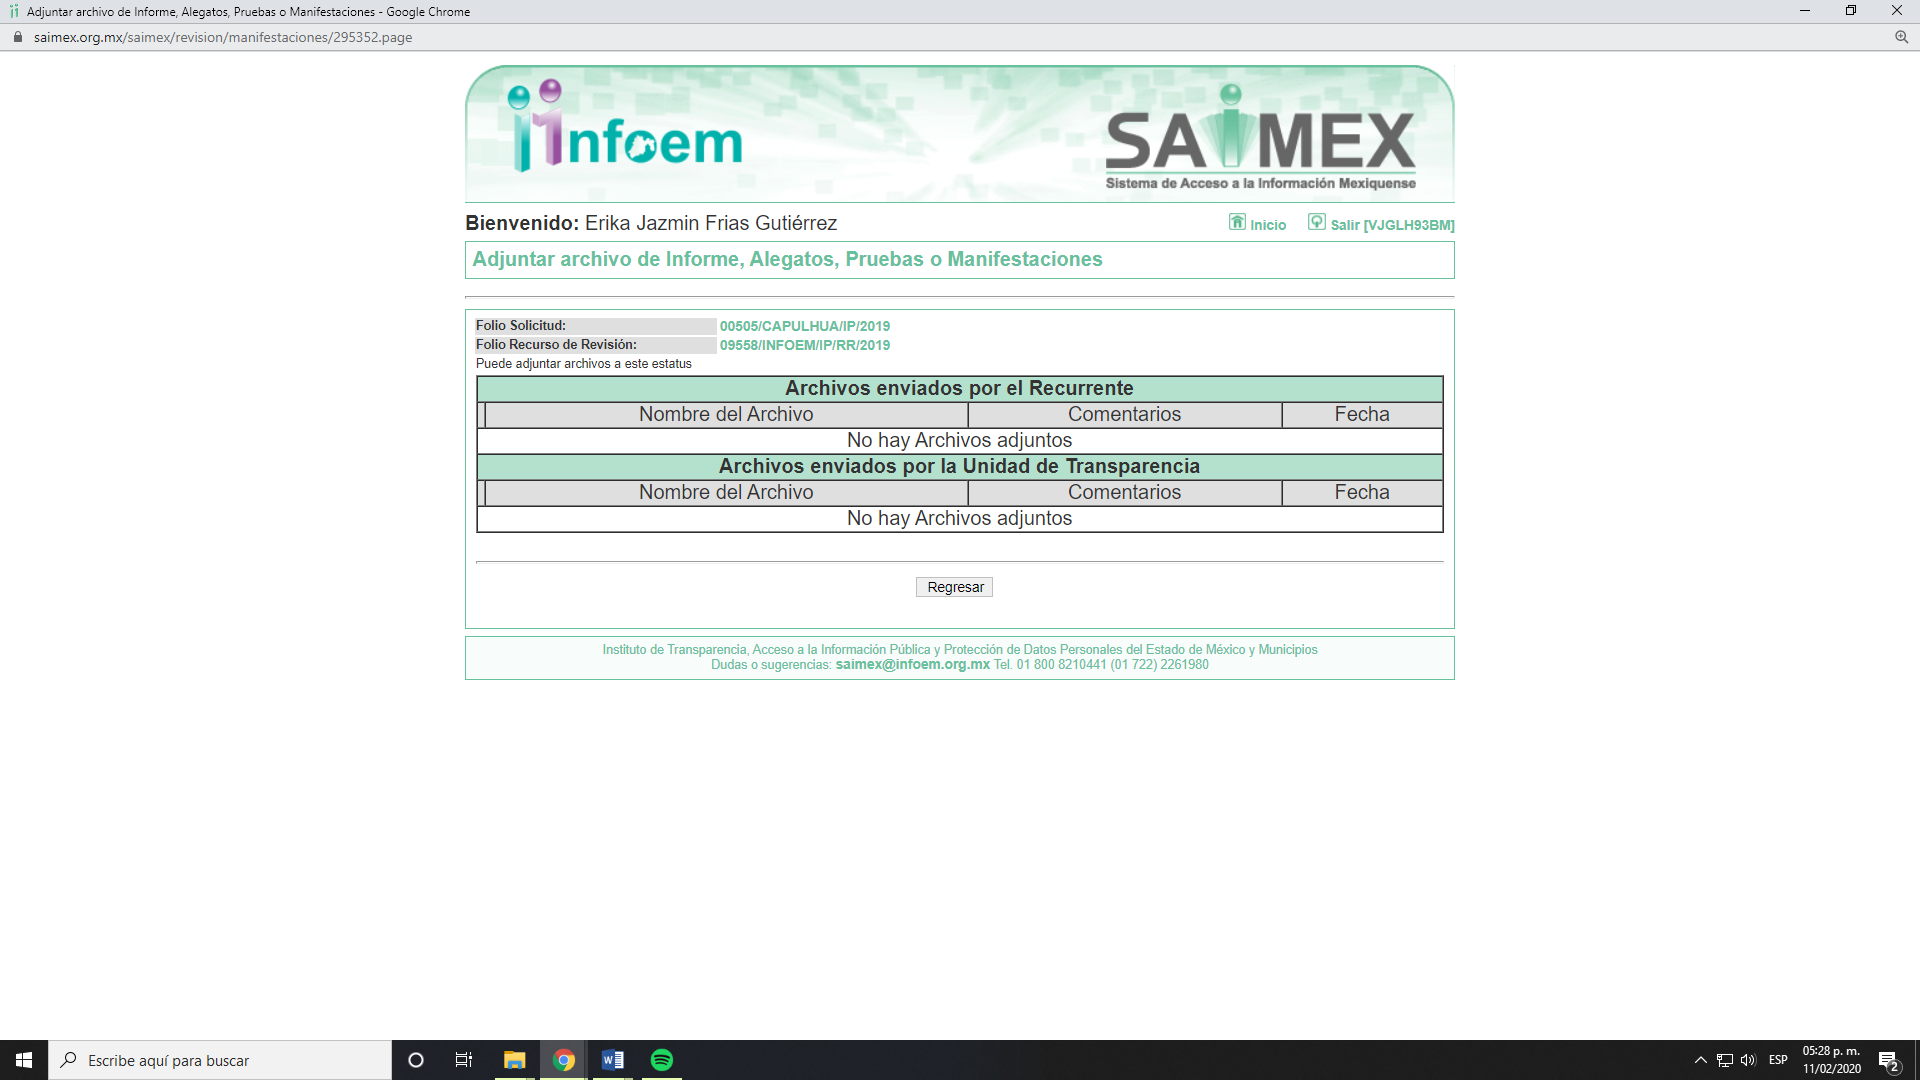 Adjuntar archivo de Informe, Alegatos, Pruebas o Manifestaciones - Google Chrome
saimex.org.mx/saimex/revision/manifestaciones/295352.page
infoem
SAIMEX
Sistema de Acceso a la Información Mexiquense
Bienvenido: Erika Jazmin Frias Gutiérrez
Inicio
Salir [VJGLH93BM]
Adjuntar archivo de Informe, Alegatos, Pruebas o Manifestaciones
Folio Solicitud: 00505/CAPULHUA/IP/2019
Folio Recurso de Revisión: 09558/INFOEM/IP/RR/2019
Puede adjuntar archivos a este estatus
Archivos enviados por el Recurrente
Nombre del Archivo Comentarios Fecha
No hay Archivos adjuntos
Archivos enviados por la Unidad de Transparencia
Nombre del Archivo Comentarios Fecha
No hay Archivos adjuntos
Regresar
Instituto de Transparencia, Acceso a la Información Pública y Protección de Datos Personales del Estado de México y Municipios
Dudas o sugerencias: saimex@infoem.org.mx Tel. 01 800 8210441 (01 722) 2261980
Escribe aquí para buscar
ESP
05:28 p. m.
11/02/2020
2